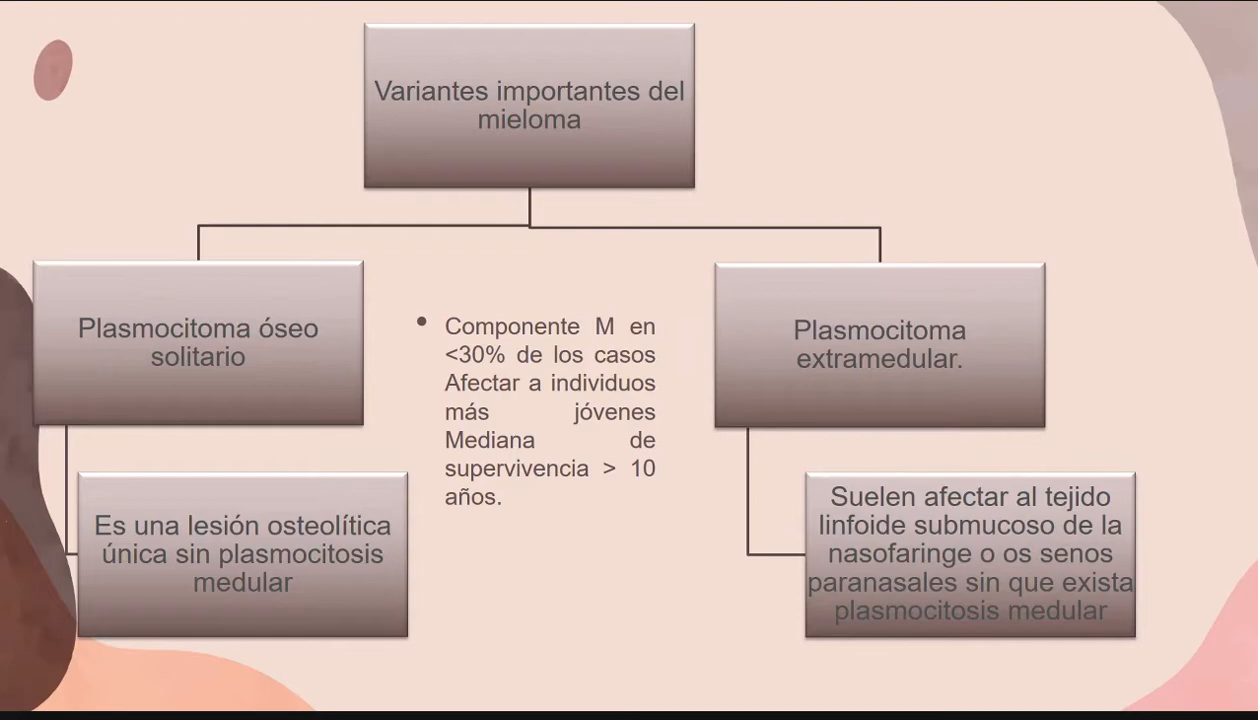 Variantes importantes del
mieloma
Plasmocitoma óseo
solitario
Es una lesión osteolítica
única sin plasmocitosis
medular
• Componente M en
<30% de los casos
Afectar a individuos
más jóvenes
Mediana de
supervivencia > 10
años.
Plasmocitoma
extramedular.
Suelen afectar al tejido
linfoide submucoso de la
nasofaringe o os senos
paranasales sin que exista
plasmocitosis medular